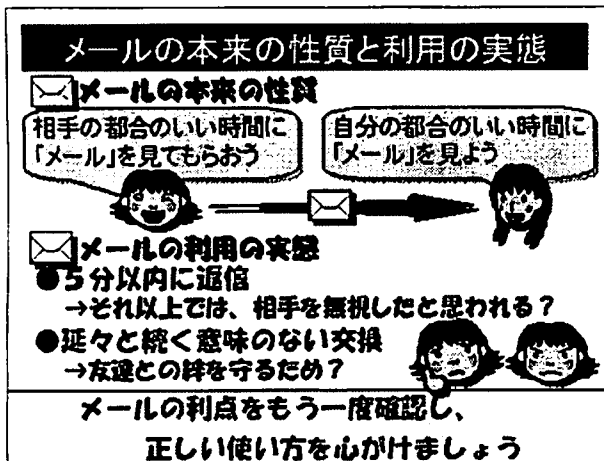 メールの本来の性質と利用の実態
メールの本来の性質
相手の都合のいい時間に
「メール」を見てもらおう
自分の都合のいい時間に
「メール」を見よう
メールの利用の実態
●5分以内に返信
→それ以上では、相手を無視しだと思われる？
●延々と続く意味のない交換
→友達との絆を守るため？
メールの利点をもう一度確認し、
正しい使い方を心がけましょう